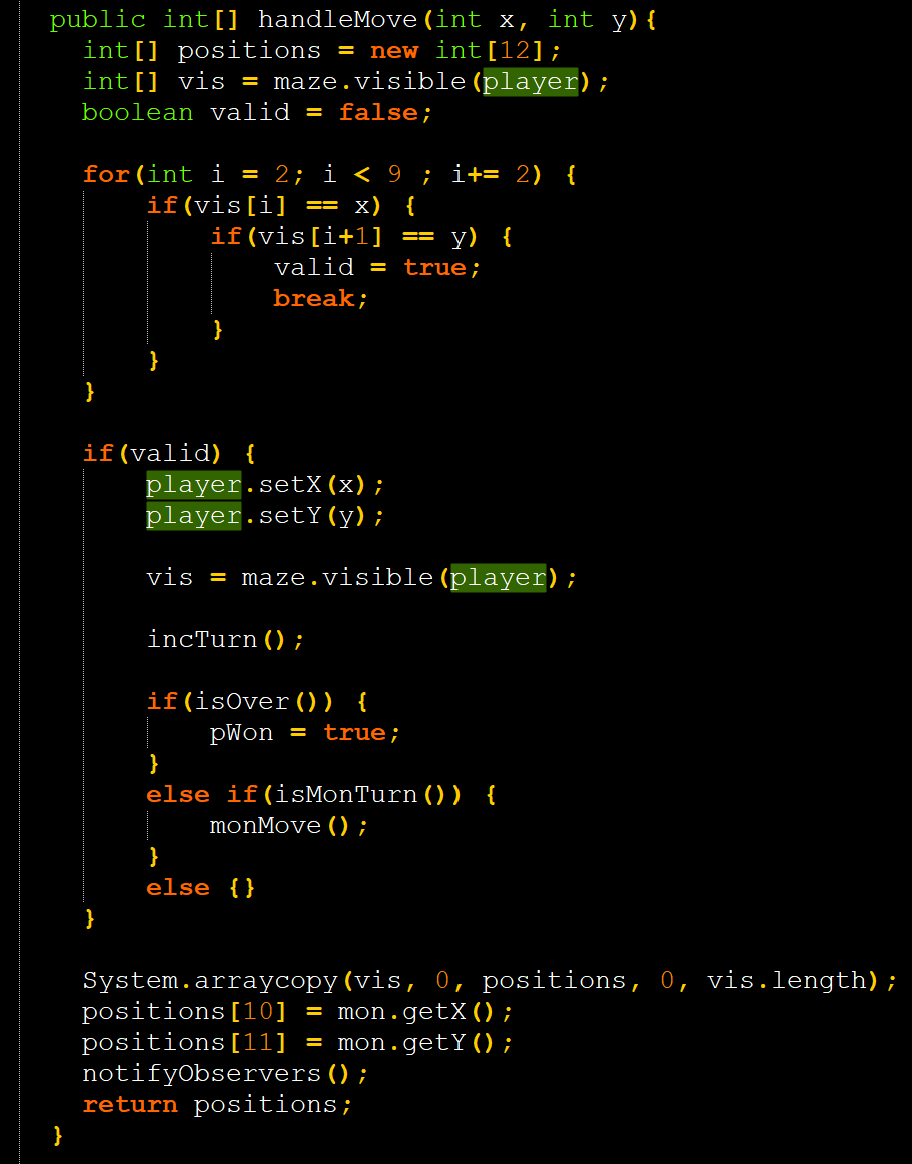 public int[] handleMove(int x, int y){
  int[] positions = new int[12];
  int[] vis = maze.visible(player);
  boolean valid = false;

  for(int i = 2; i < 9 ; i+= 2) {
      if(vis[i] == x) {
          if(vis[i+1] == y) {
              valid = true;
              break;
          }
      }
  }

  if(valid) {
      player.setX(x);
      player.setY(y);

      vis = maze.visible(player);

      incTurn();

      if(isOver()) {
          pWon = true;
      }
      else if(isMonTurn()) {
          monMove();
      }
      else {}
  }

  System.arraycopy(vis, 0, positions, 0, vis.length);
  positions[10] = mon.getX();
  positions[11] = mon.getY();
  notifyObservers();
  return positions;
}